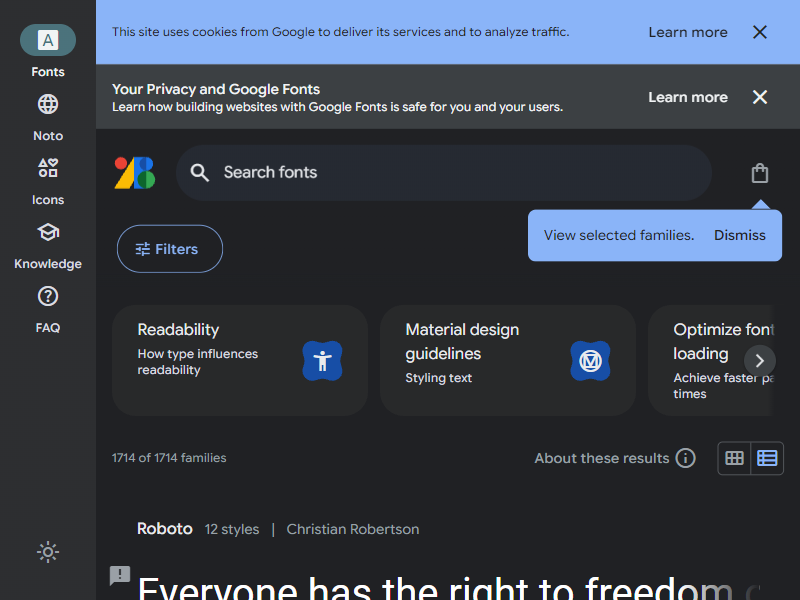 This site uses cookies from Google to deliver its services and to analyze traffic.
Learn more
Your Privacy and Google Fonts
Learn how building websites with Google Fonts is safe for you and your users.
Learn more
A
Fonts
Noto
Icons
Knowledge
FAQ
Search fonts
Filters
View selected families.
Dismiss
Readability
How type influences
readability
Material design
guidelines
Styling text
Optimize font
loading
Achieve faster
times
1714 of 1714 families
About these results
Roboto 12 styles | Christian Robertson
Everyone has the right to freedom